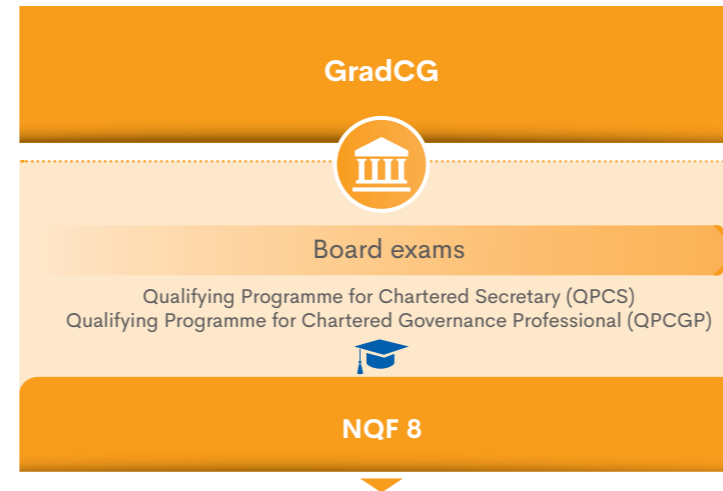 GradCG
Board exams
Qualifying Programme for Chartered Secretary (QPCS)
Qualifying Programme for Chartered Governance Professional (QPCGP)
NQF 8